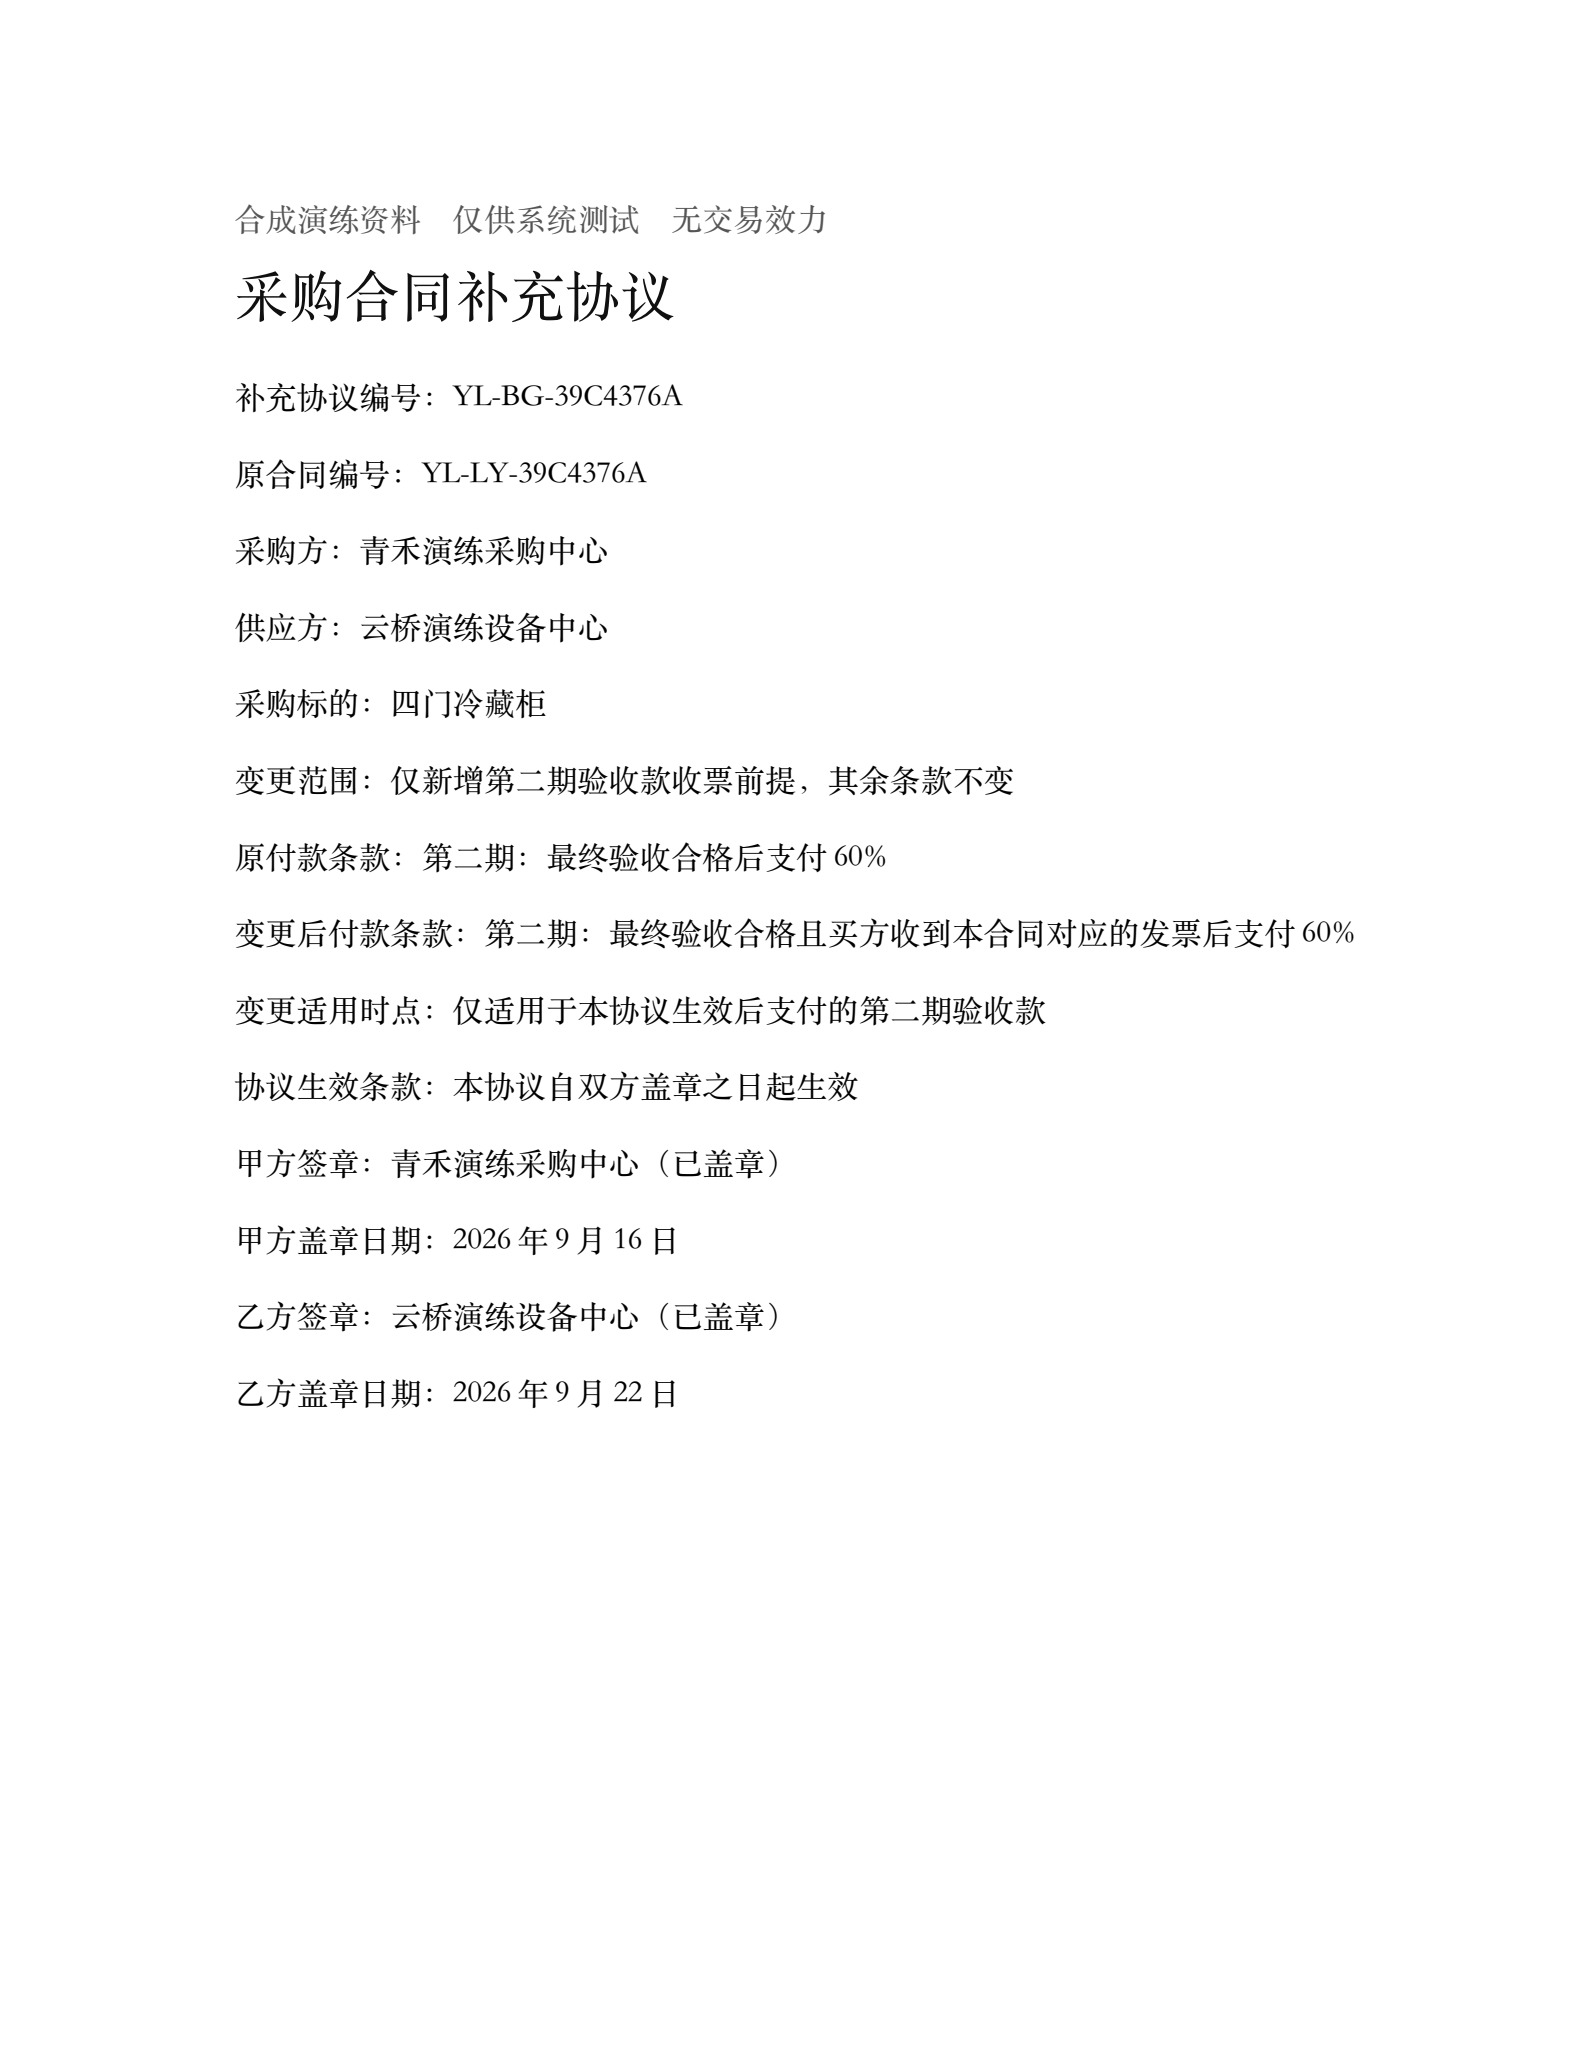 合成演练资料　仅供系统测试　无交易效力
采购合同补充协议
补充协议编号：YL-BG-39C4376A
原合同编号：YL-LY-39C4376A
采购方：青禾演练采购中心
供应方：云桥演练设备中心
采购标的：四门冷藏柜
变更范围：仅新增第二期验收款收票前提，其余条款不变
原付款条款：第二期：最终验收合格后支付 60%
变更后付款条款：第二期：最终验收合格且买方收到本合同对应的发票后支付 60%
变更适用时点：仅适用于本协议生效后支付的第二期验收款
协议生效条款：本协议自双方盖章之日起生效
甲方签章：青禾演练采购中心（已盖章）
甲方盖章日期：2026 年 9 月 16 日
乙方签章：云桥演练设备中心（已盖章）
乙方盖章日期：2026 年 9 月 22 日